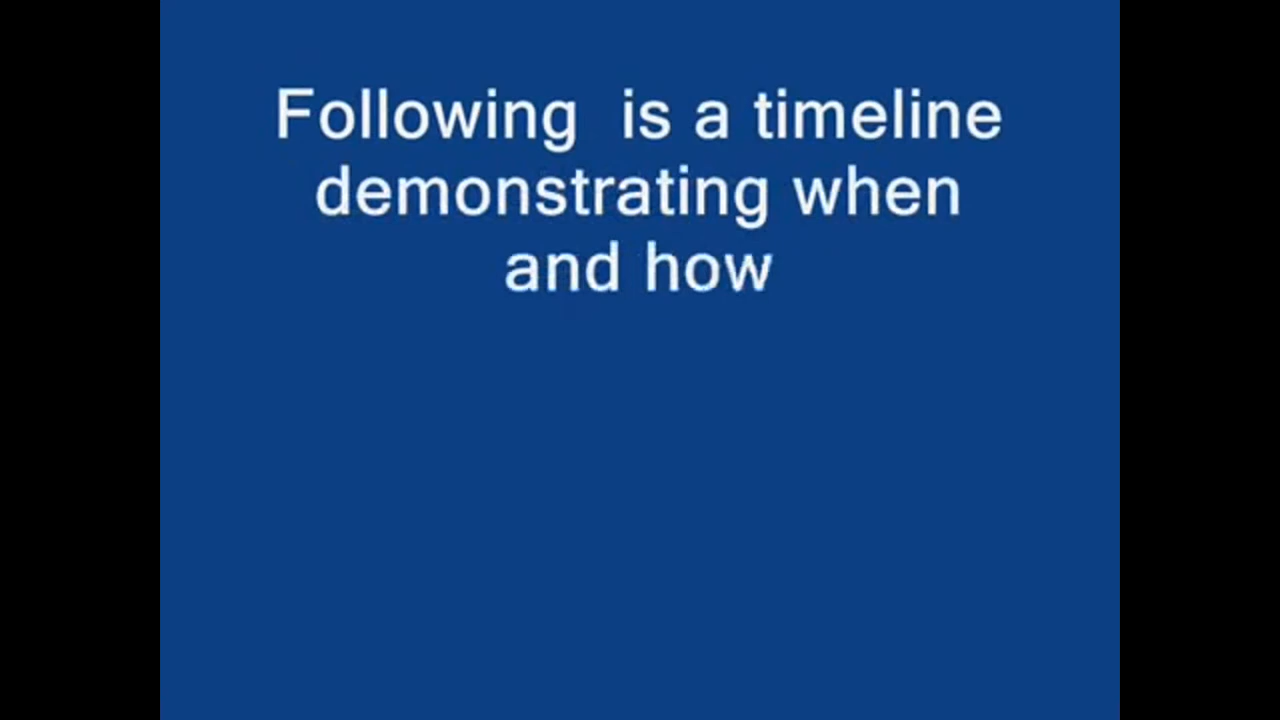 Following  is a timeline
demonstrating when
and how